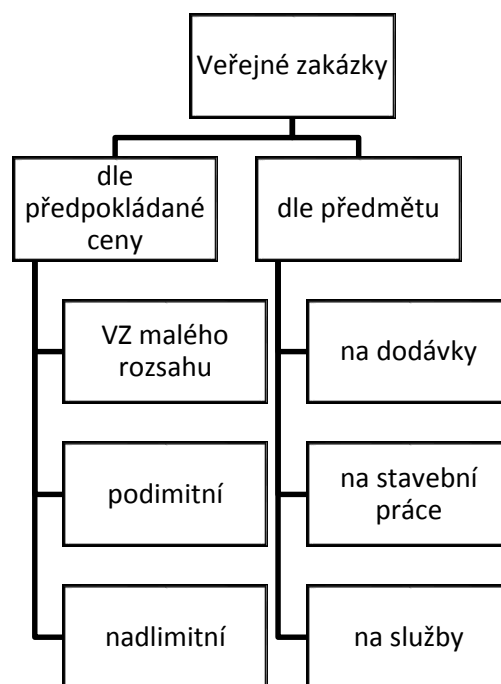 Veřejné zakázky
dle
předpokládané
ceny
VZ malého
rozsahu
podimitní
nadlimitní
dle předmětu
na dodávky
na stavební
práce
na služby